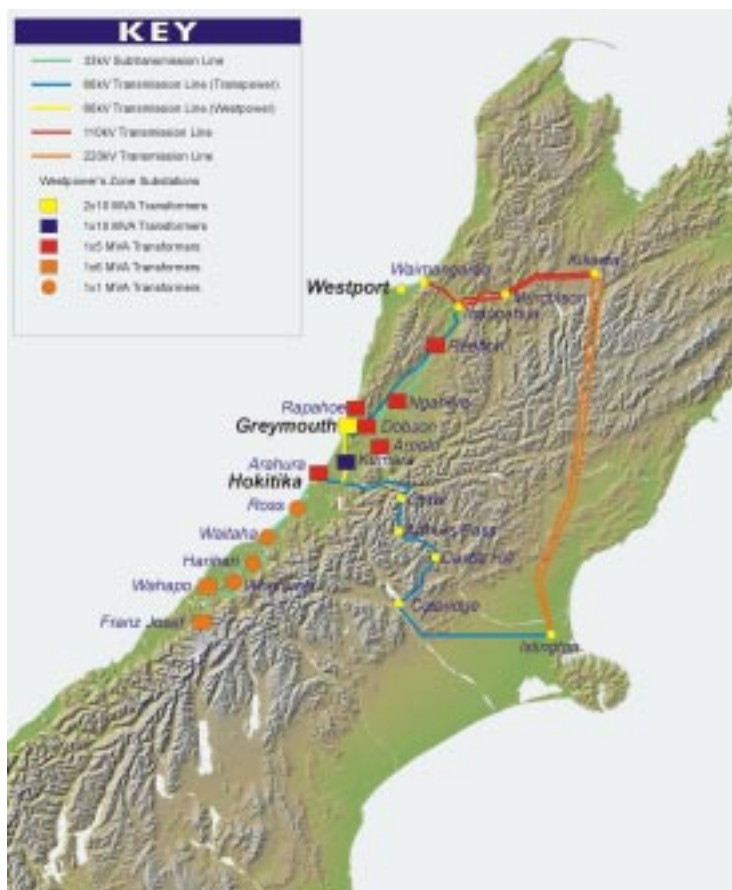 KEY
33kV Subtransmission Line
66kV Transmission Line (Transpower)
66kV Transmission Line (Westpower)
110kV Transmission Line
220kV Transmission Line
Westpower's Zone Substations
2x10 MVA Transformers
1x10 MVA Transformers
1x5 MVA Transformers
1x6 MVA Transformers
1x1 MVA Transformers
Kikiwa
Waimangaroa
Westport
Murchison
Inangahua
Reefton
Ngahere
Rapahoe
Greymouth
Dobson
Arnold
Kumara
Arahura
Hokitika
Otira
Ross
Arthurs Pass
Waitaha
Castle Hill
Harihari
Wahapo
Whataroa
Coleridge
Franz Josef
Islington